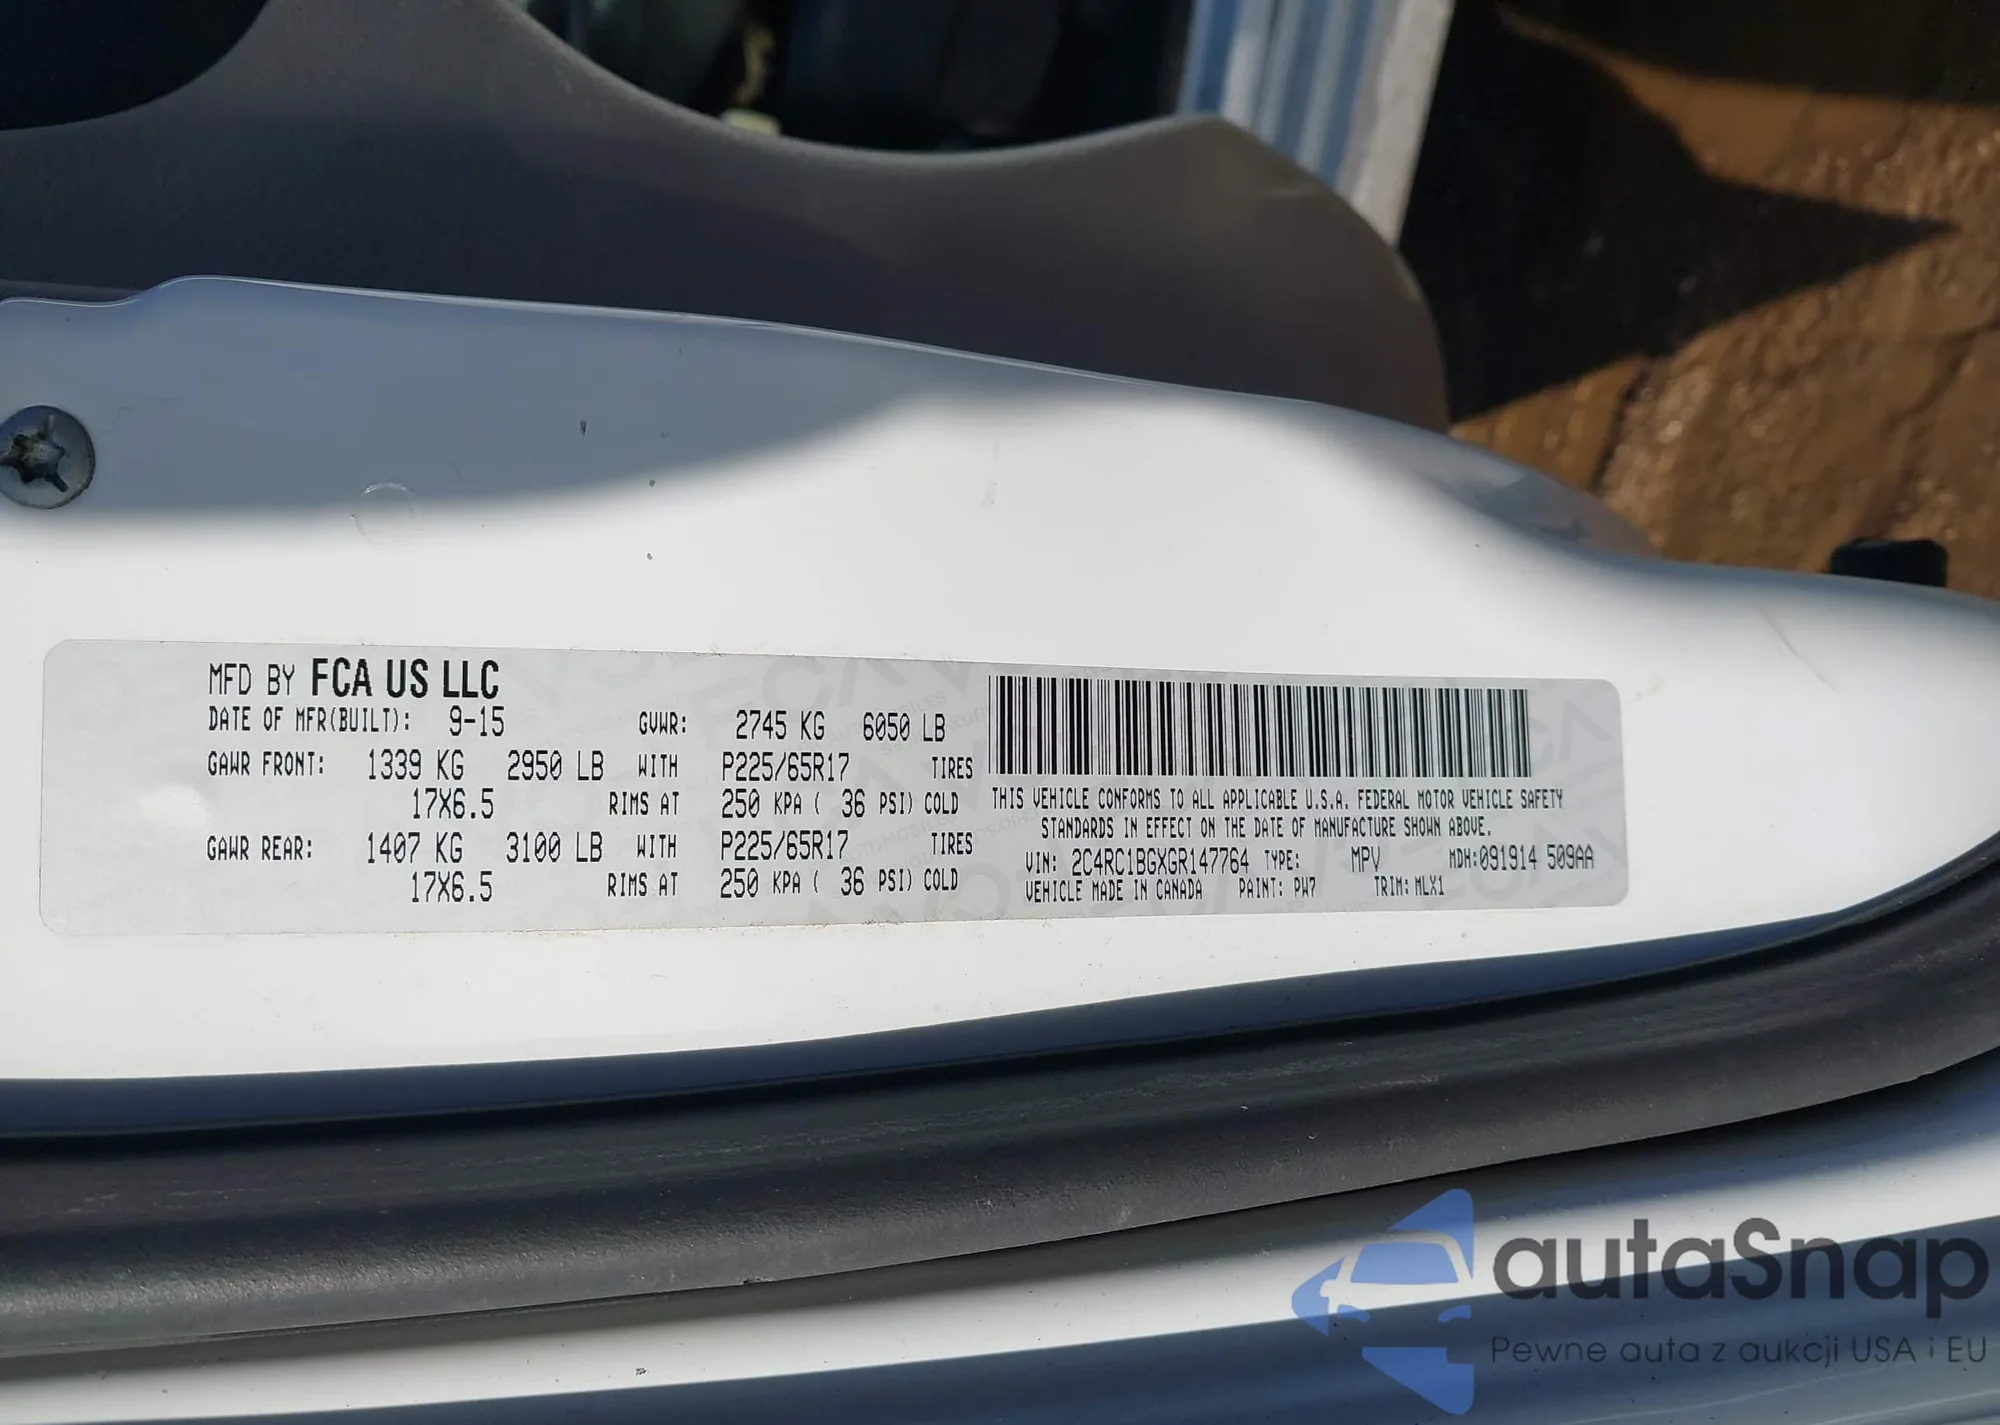 MFD BY FCA US LLC
DATE OF MFR(BUILT): 9-15 GVWR: 2745 KG 6050 LB
GAWR FRONT: 1339 KG 2950 LB WITH P225/65R17 TIRES
17X6.5 RIMS AT 250 KPA ( 36 PSI) COLD
GAWR REAR: 1407 KG 3100 LB WITH P225/65R17 TIRES
17X6.5 RIMS AT 250 KPA ( 36 PSI) COLD
THIS VEHICLE CONFORMS TO ALL APPLICABLE U.S.A. FEDERAL MOTOR VEHICLE SAFETY
STANDARDS IN EFFECT ON THE DATE OF MANUFACTURE SHOWN ABOVE.
VIN: 2C4RC1BGXGR147764 TYPE: MPV MDH:091914 509AA
VEHICLE MADE IN CANADA PAINT: PW7 TRIM: MLX1
autaSnap
Pewne auta z aukcji USA i EU